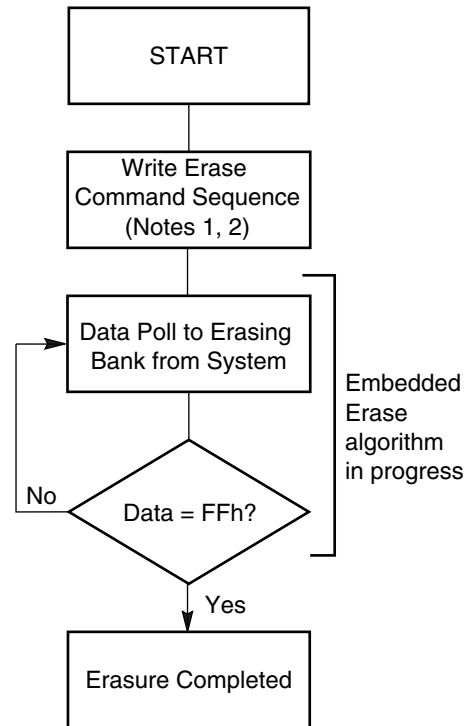 START
Write Erase
Command Sequence
(Notes 1, 2)
Data Poll to Erasing
Bank from System
Embedded
Erase
algorithm
in progress
No
Data = FFh?
Yes
Erasure Completed